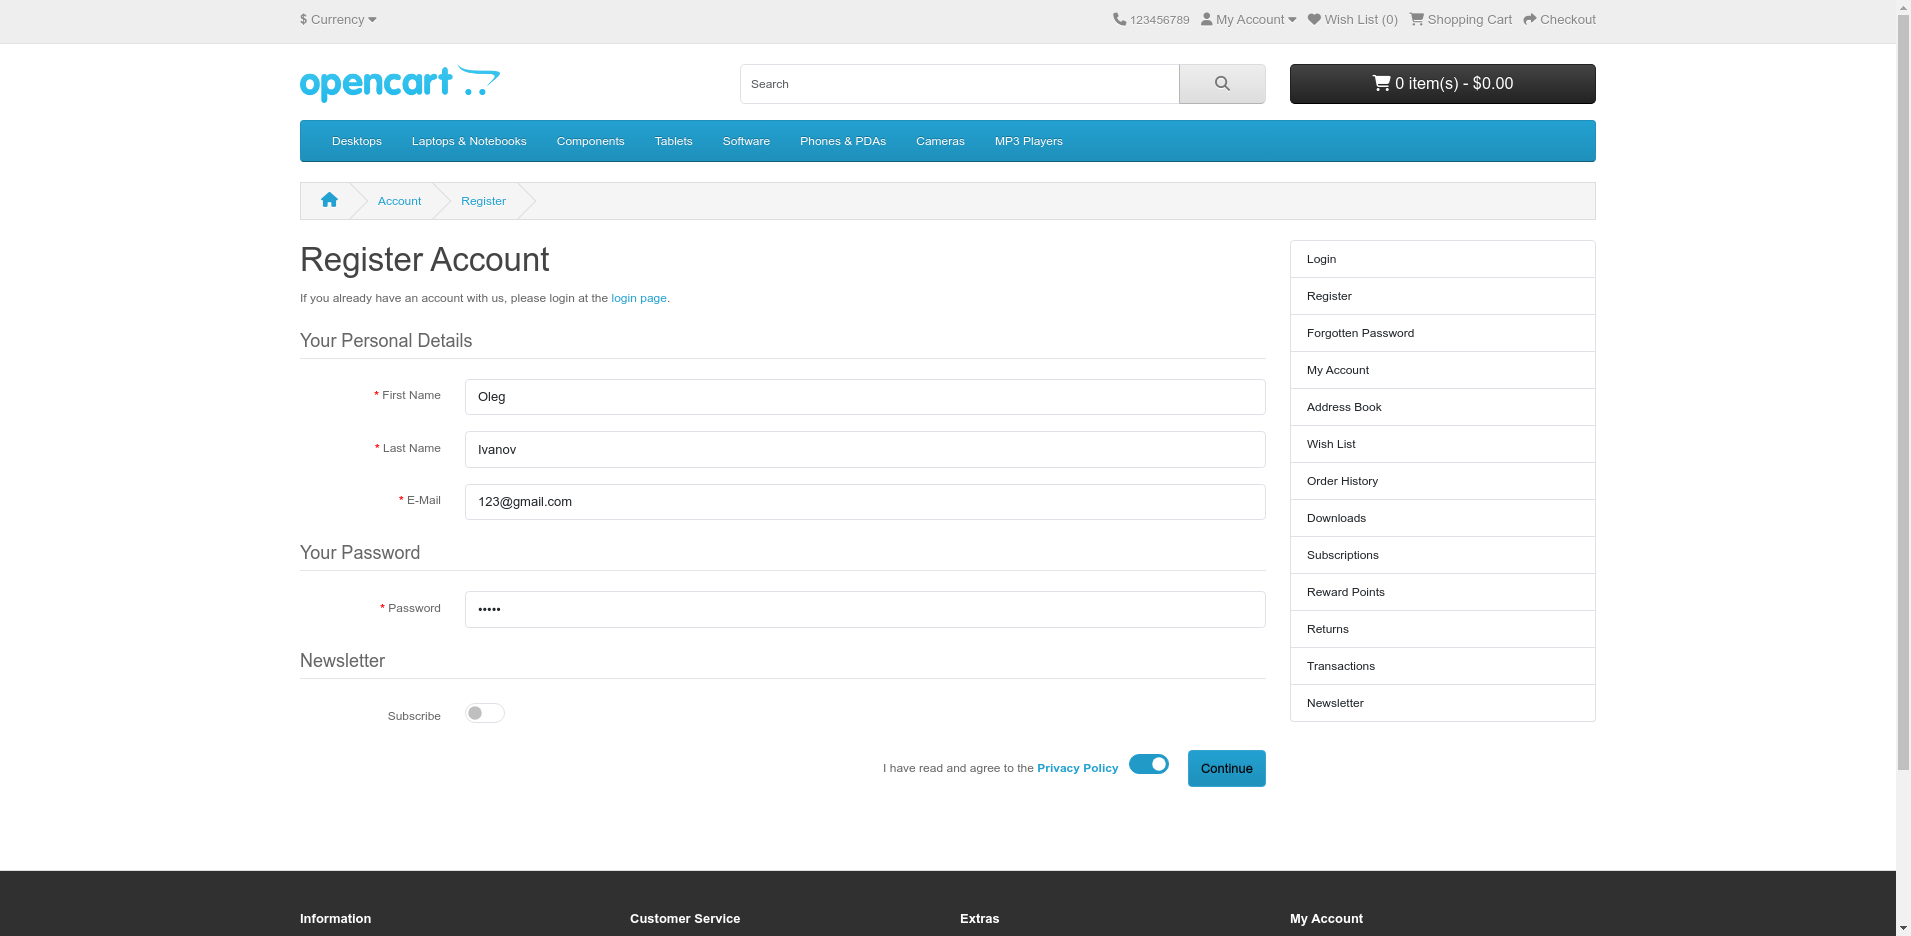 $ Currency
123456789 My Account Wish List (0) Shopping Cart Checkout
opencart
Search
0 item(s) - $0.00
Desktops Laptops & Notebooks Components Tablets Software Phones & PDAs Cameras MP3 Players
Account Register
Register Account
If you already have an account with us, please login at the login page.
Your Personal Details
* First Name Oleg
* Last Name Ivanov
* E-Mail 123@gmail.com
Your Password
* Password •••••
Newsletter
Subscribe
I have read and agree to the Privacy Policy Continue
Login
Register
Forgotten Password
My Account
Address Book
Wish List
Order History
Downloads
Subscriptions
Reward Points
Returns
Transactions
Newsletter
Information Customer Service Extras My Account